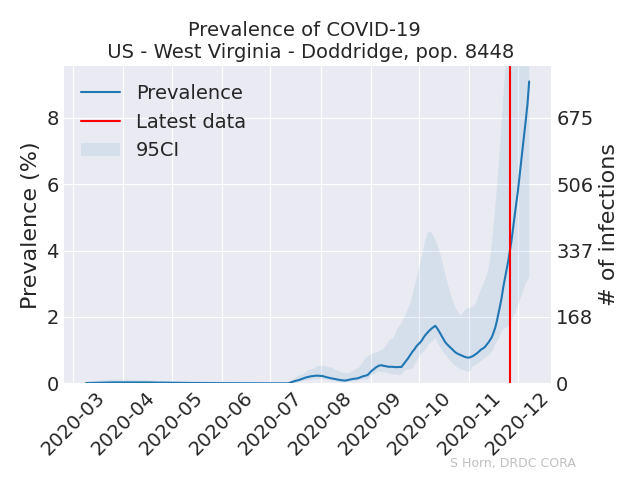 Prevalence of COVID-19
US - West Virginia - Doddridge, pop. 8448
Prevalence
Latest data
95CI
Prevalence (%)
8
6
4
2
0
675
506
337
168
0
# of infections
2020-03
2020-04
2020-05
2020-06
2020-07
2020-08
2020-09
2020-10
2020-11
2020-12
S Horn, DRDC CORA